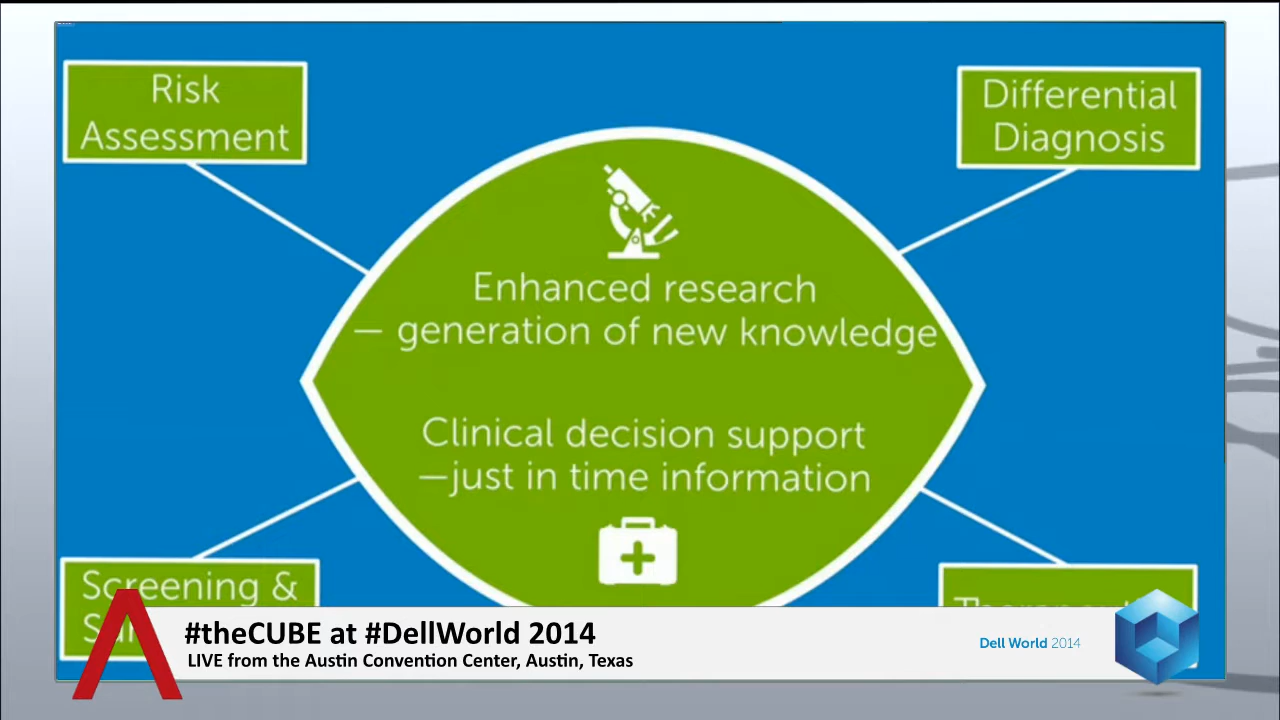 Risk
Assessment
Differential
Diagnosis
Enhanced research
— generation of new knowledge
Clinical decision support
—just in time information
Screening &
#theCUBE at #DellWorld 2014
LIVE from the Austin Convention Center, Austin, Texas
Dell World 2014